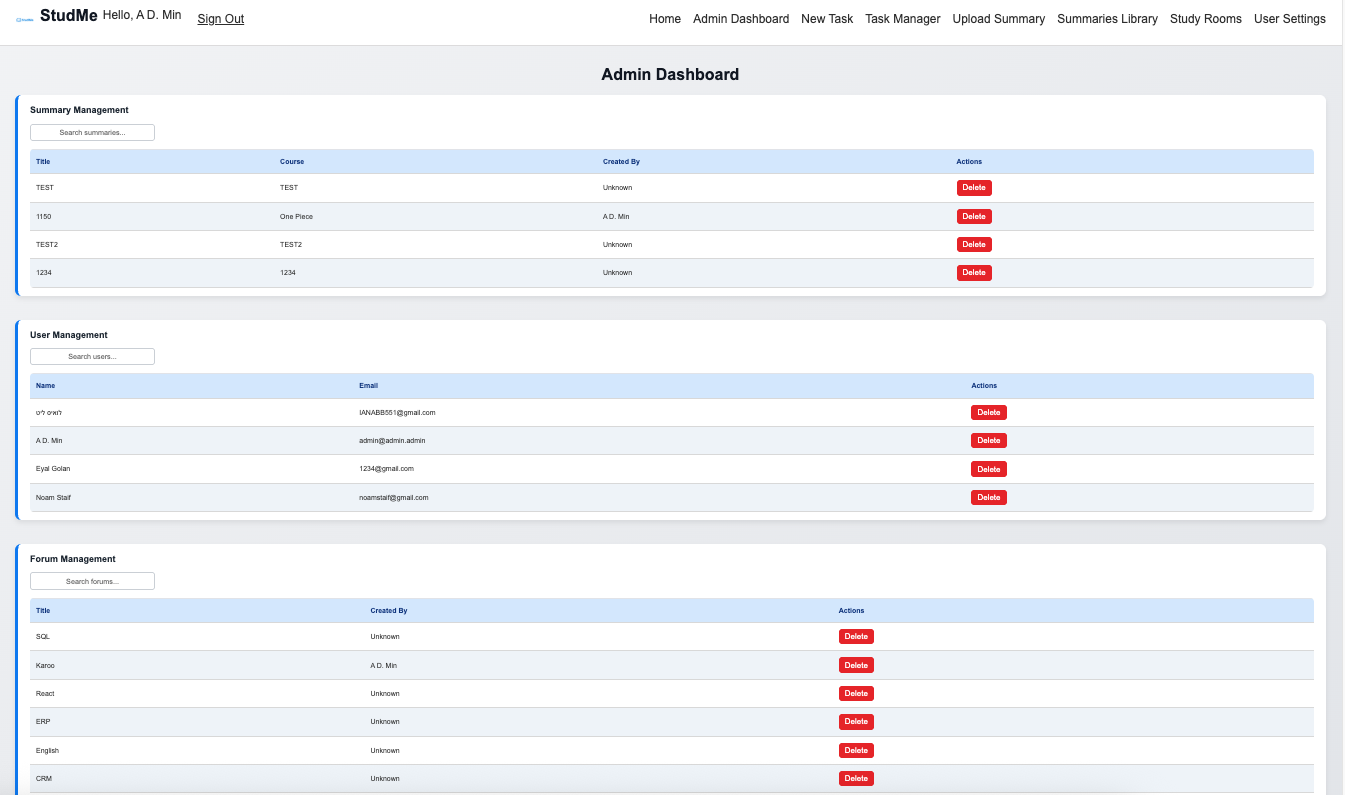 StudMe Hello, A D. Min Sign Out Home Admin Dashboard New Task Task Manager Upload Summary Summaries Library Study Rooms User Settings
Admin Dashboard
Summary Management
Search summaries...
Title Course Created By Actions
TEST TEST Unknown Delete
1150 One Piece A D. Min Delete
TEST2 TEST2 Unknown Delete
1234 1234 Unknown Delete
User Management
Search users...
Name Email Actions
IANABB551@gmail.com Delete
A D. Min admin@admin.admin Delete
Eyal Golan 1234@gmail.com Delete
Noam Staif noamstaif@gmail.com Delete
Forum Management
Search forums...
Title Created By Actions
SQL Unknown Delete
Karoo A D. Min Delete
React Unknown Delete
ERP Unknown Delete
English Unknown Delete
CRM Unknown Delete